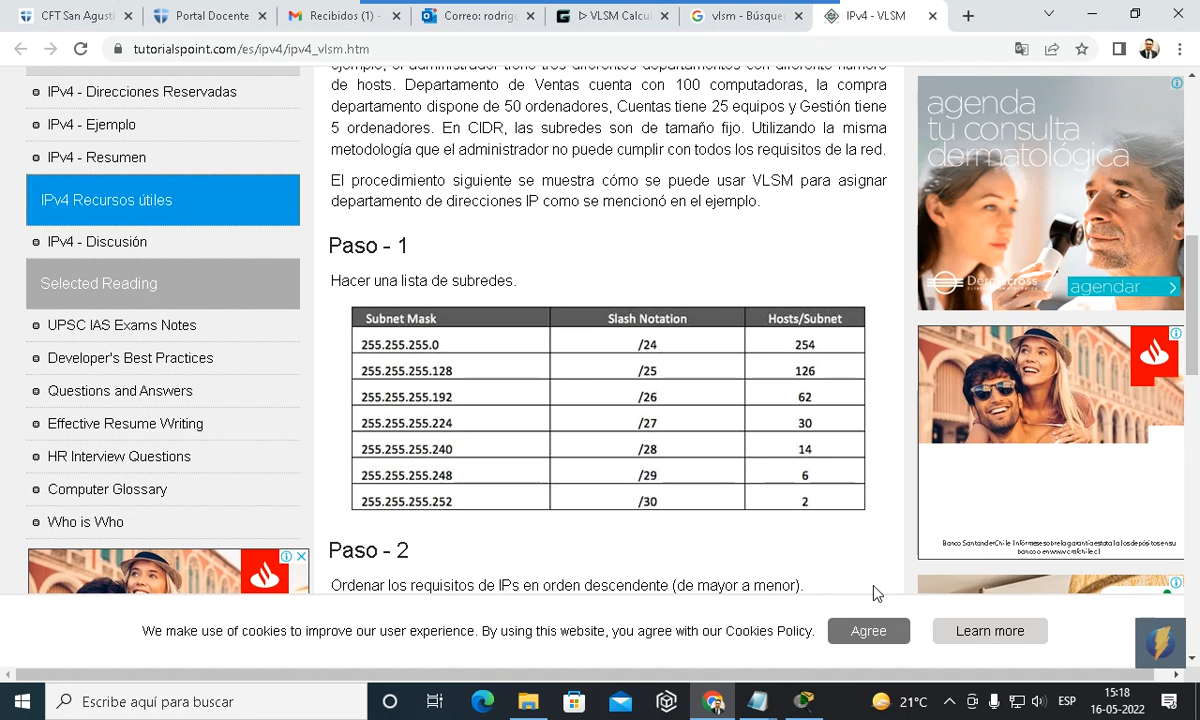 CFT San Agustí
Portal Docente
Recibidos (1) -
Correo: rodrigo
▷ VLSM Calcu
vlsm - Búsque
IPv4 - VLSM
tutorialspoint.com/es/ipv4/ipv4_vlsm.htm
IPv4 - Direcciones Reservadas
IPv4 - Ejemplo
IPv4 - Resumen
IPv4 Recursos útiles
IPv4 - Discusión
Selected Reading
UPSC IAS Exams Notes
Developer's Best Practices
Questions and Answers
Effective Resume Writing
HR Interview Questions
Computer Glossary
Who is Who
ejemplo, el administrador tiene tres diferentes departamentos con diferente número
de hosts. Departamento de Ventas cuenta con 100 computadoras, la compra
departamento dispone de 50 ordenadores, Cuentas tiene 25 equipos y Gestión tiene
5 ordenadores. En CIDR, las subredes son de tamaño fijo. Utilizando la misma
metodología que el administrador no puede cumplir con todos los requisitos de la red.
El procedimiento siguiente se muestra cómo se puede usar VLSM para asignar
departamento de direcciones IP como se mencionó en el ejemplo.
Paso - 1
Hacer una lista de subredes.
Subnet Mask Slash Notation Hosts/Subnet
255.255.255.0 /24 254
255.255.255.128 /25 126
255.255.255.192 /26 62
255.255.255.224 /27 30
255.255.255.240 /28 14
255.255.255.248 /29 6
255.255.255.252 /30 2
Paso - 2
Ordenar los requisitos de IPs en orden descendente (de mayor a menor).
agenda
tu consulta
dermatológica
agendar
We make use of cookies to improve our user experience. By using this website, you agree with our Cookies Policy.
Agree
Learn more
Escribe aquí para buscar
21°C
ESP
15:18
16-05-2022